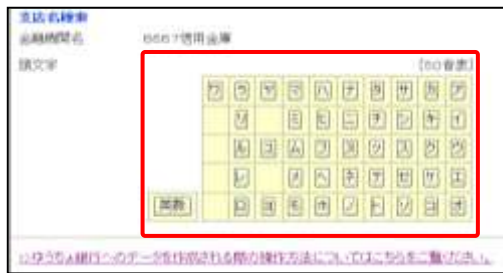 支店名検索
金融機関名 6667信用金庫
頭文字 [50音表]
ワ ラ ヤ マ ハ ナ タ サ カ ア
リ ミ ヒ ニ チ シ キ イ
ル ユ ム フ ヌ ツ ス ク ウ
レ メ ヘ ネ テ セ ケ エ
英数 ロ ヨ モ ホ ノ ト ソ コ オ
※ゆうちょ銀行へのデータを作成される際の操作方法についてはこちらをご覧ください。